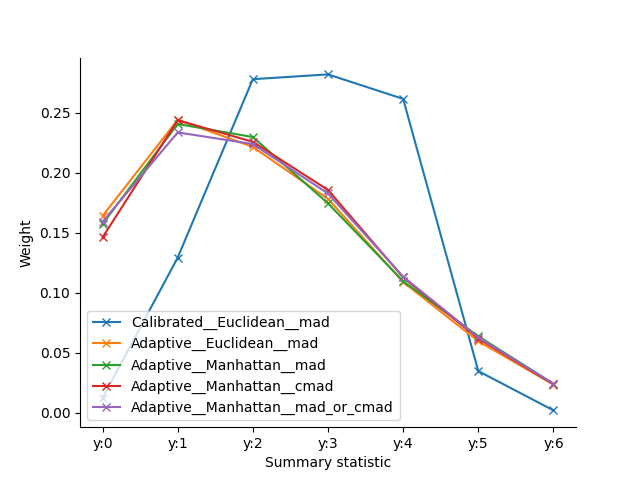 0.25
0.20
0.15
0.10
0.05
0.00
Weight
Calibrated__Euclidean__mad
Adaptive__Euclidean__mad
Adaptive__Manhattan__mad
Adaptive__Manhattan__cmad
Adaptive__Manhattan__mad_or_cmad
y:0 y:1 y:2 y:3 y:4 y:5 y:6
Summary statistic